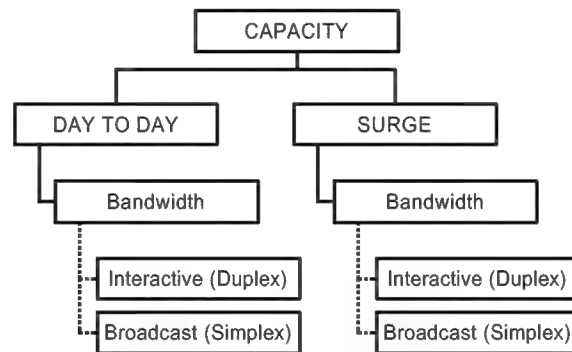 CAPACITY
DAY TO DAY
SURGE
Bandwidth
Bandwidth
Interactive (Duplex)
Interactive (Duplex)
Broadcast (Simplex)
Broadcast (Simplex)